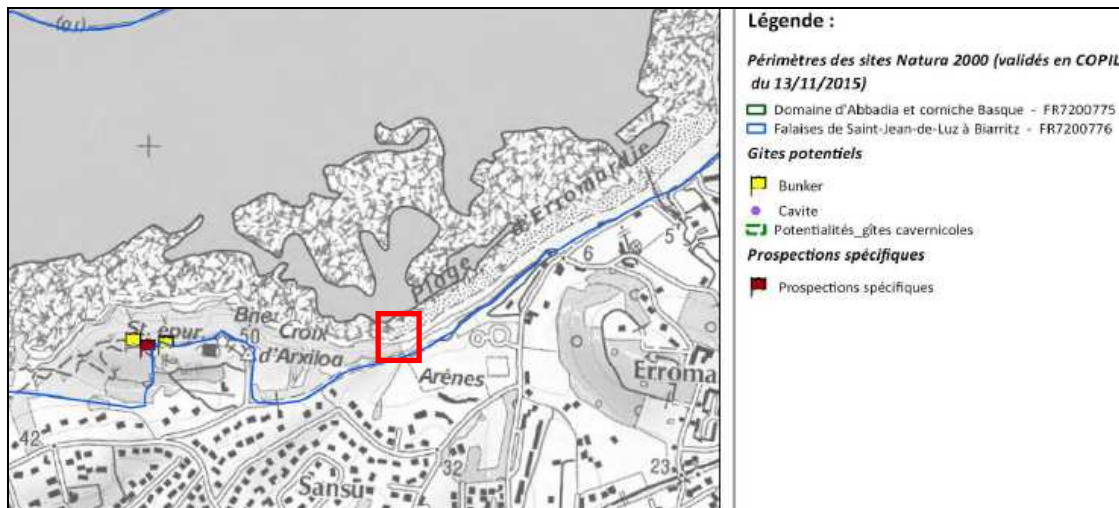 Légende :
Périmètres des sites Natura 2000 (validés en COPIL
du 13/11/2015)
Domaine d'Abbadia et corniche Basque - FR7200775
Falaises de Saint-Jean-de-Luz à Biarritz - FR7200776
Gites potentiels
Bunker
Cavite
Potentialités_gîtes cavernicoles
Prospections spécifiques
Prospections spécifiques
Plage d'Erromardie
6
5
St. épur.
50
Croix
d'Arxiloa
Arènes
Erroma
42
32
23
Sansu